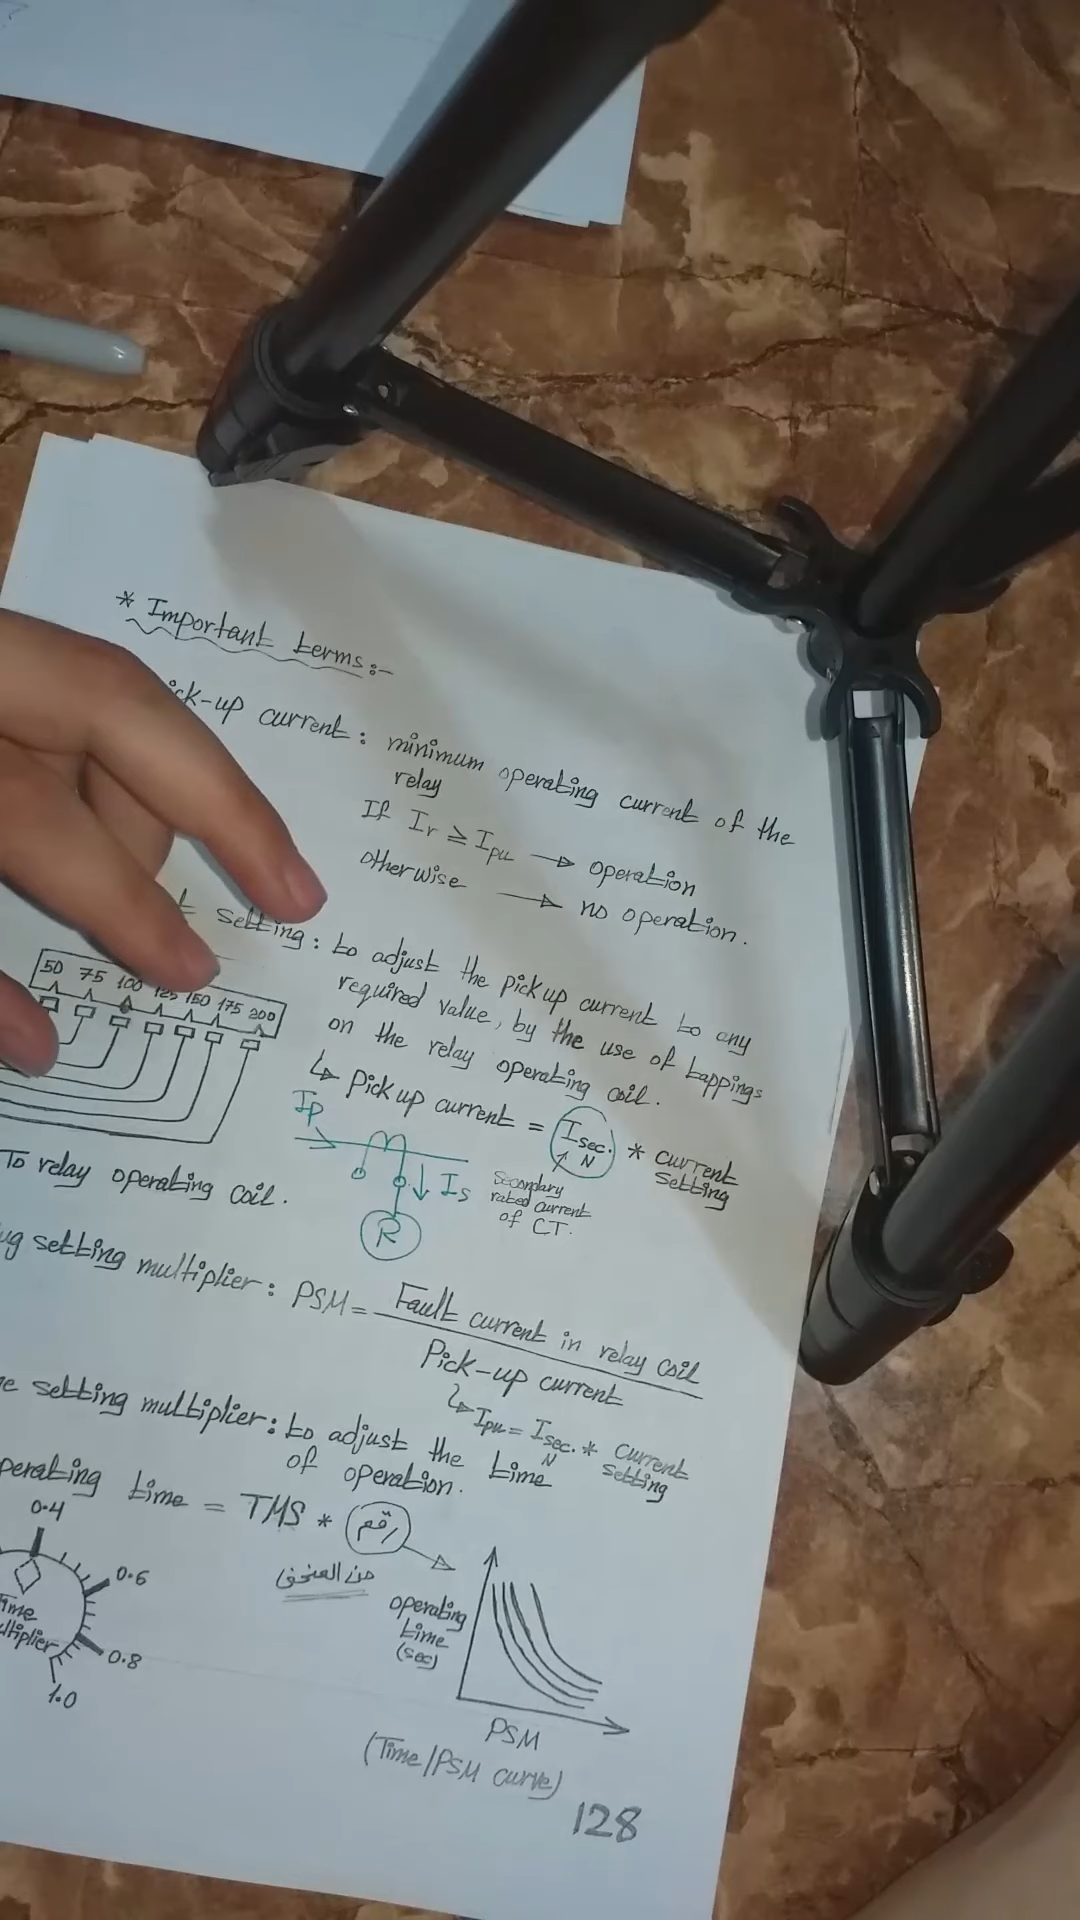 * Important terms:-
ick-up current: minimum operating current of the
relay
If Ir ≥ Ipu → operation
otherwise → no operation.
setting: to adjust the pick up current to any
required value, by the use of tappings
on the relay operating coil.
50 75 100 125 150 175 200
↳ Pick up current = Isec.N * current setting
Ip
Is
R
Secondary
rated current
of CT.
To relay operating coil.
ug setting multiplier: PSM = Fault current in relay coil
Pick-up current
↳ Ipu = Isec.N * current setting
e setting multiplier: to adjust the time
of operation.
perating time = TMS * رقم
من المنحنى
0.4
0.6
0.8
1.0
ime
ultiplier
operating
time
(sec)
PSM
(Time/PSM curve)
128